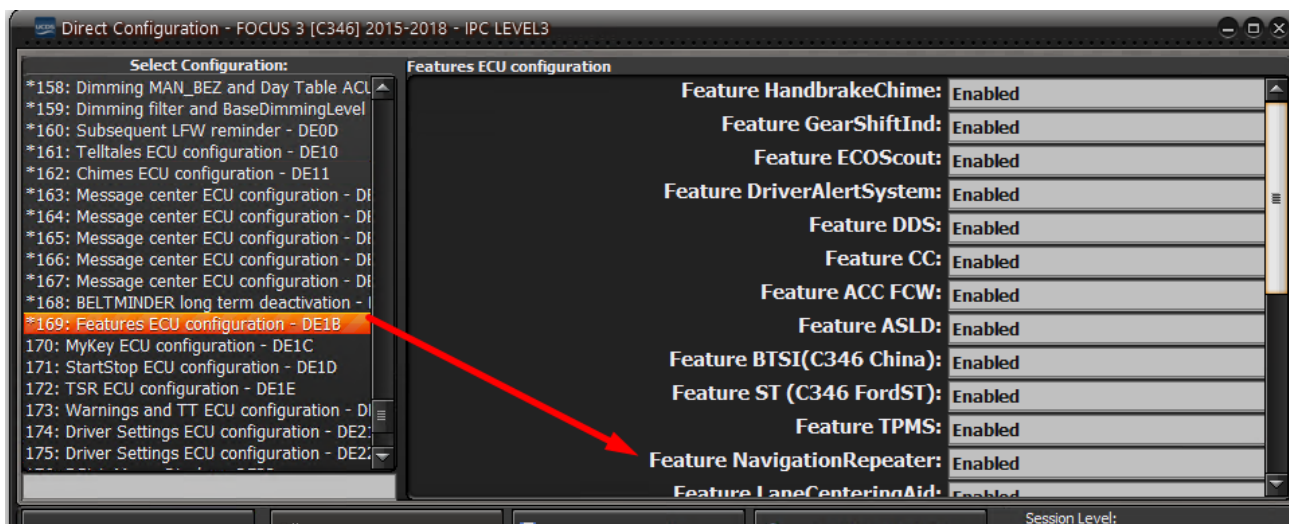 UCDS
Direct Configuration - FOCUS 3 [C346] 2015-2018 - IPC LEVEL3
Select Configuration:
*158: Dimming MAN_BEZ and Day Table ACU
*159: Dimming filter and BaseDimmingLevel
*160: Subsequent LFW reminder - DE0D
*161: Telltales ECU configuration - DE10
*162: Chimes ECU configuration - DE11
*163: Message center ECU configuration - DE
*164: Message center ECU configuration - DE
*165: Message center ECU configuration - DE
*166: Message center ECU configuration - DE
*167: Message center ECU configuration - DE
*168: BELTMINDER long term deactivation -
*169: Features ECU configuration - DE1B
170: MyKey ECU configuration - DE1C
171: StartStop ECU configuration - DE1D
172: TSR ECU configuration - DE1E
173: Warnings and TT ECU configuration - D
174: Driver Settings ECU configuration - DE21
175: Driver Settings ECU configuration - DE22
Features ECU configuration
Feature HandbrakeChime: Enabled
Feature GearShiftInd: Enabled
Feature ECOScout: Enabled
Feature DriverAlertSystem: Enabled
Feature DDS: Enabled
Feature CC: Enabled
Feature ACC FCW: Enabled
Feature ASLD: Enabled
Feature BTSI(C346 China): Enabled
Feature ST (C346 FordST): Enabled
Feature TPMS: Enabled
Feature NavigationRepeater: Enabled
Feature LaneCenteringAid: Enabled
Session Level: